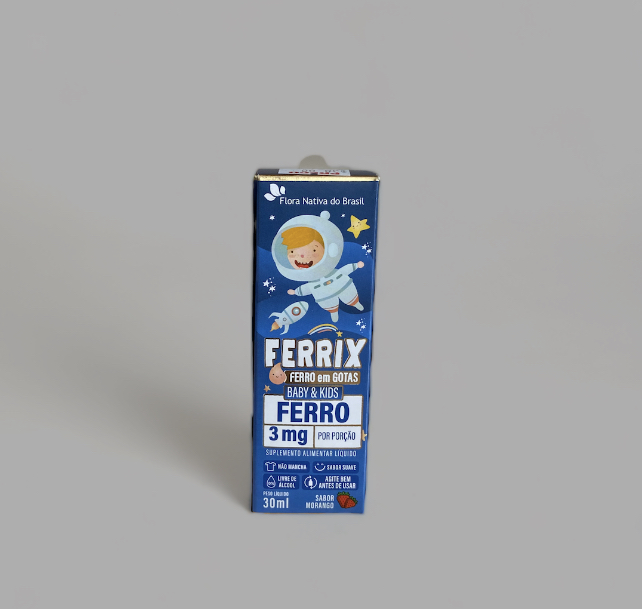 Flora Nativa do Brasil
FERRIX
FERRO em GOTAS
BABY & KIDS
FERRO
3 mg POR PORÇÃO
SUPLEMENTO ALIMENTAR LÍQUIDO
NÃO MANCHA
SABOR SUAVE
LIVRE DE
ÁLCOOL
AGITE BEM
ANTES DE USAR
PESO LÍQUIDO
30ml
SABOR
MORANGO